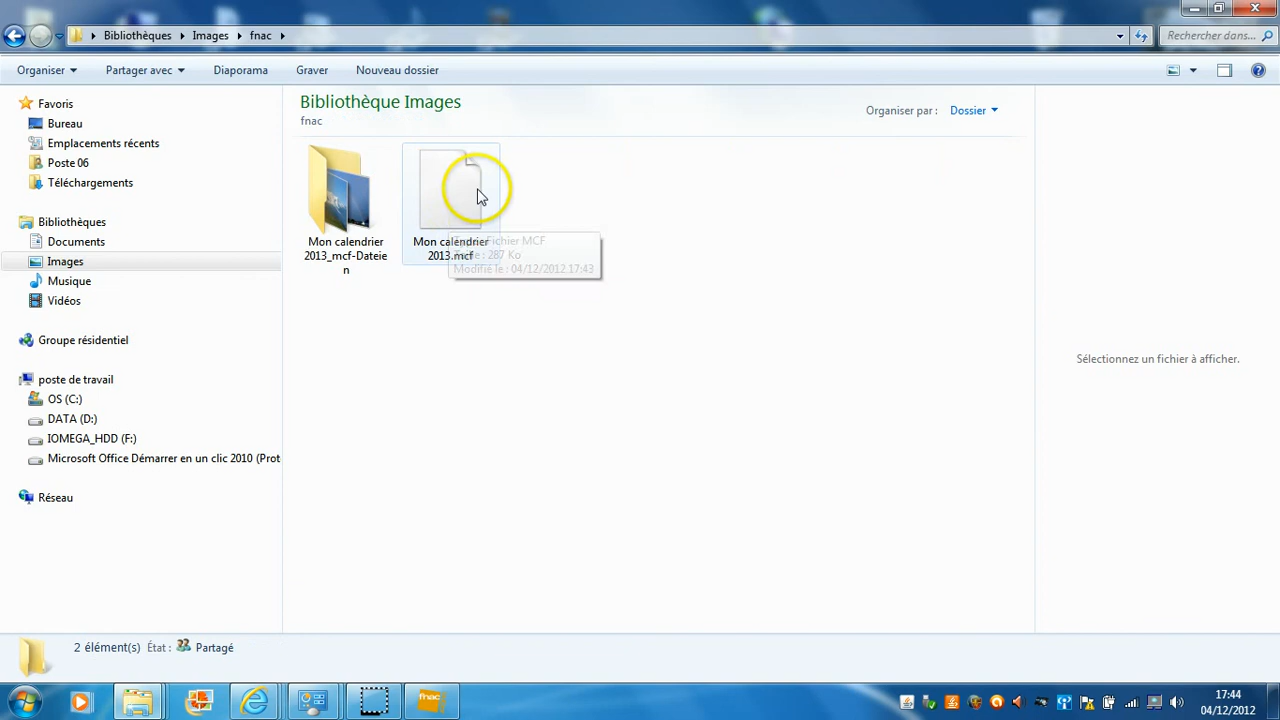 Bibliothèques Images fnac
Rechercher dans...
Organiser Partager avec Diaporama Graver Nouveau dossier
Favoris
Bureau
Emplacements récents
Poste 06
Téléchargements
Bibliothèques
Documents
Images
Musique
Vidéos
Groupe résidentiel
poste de travail
OS (C:)
DATA (D:)
IOMEGA_HDD (F:)
Microsoft Office Démarrer en un clic 2010 (Prot
Réseau
Bibliothèque Images
fnac
Organiser par : Dossier
Mon calendrier
2013_mcf-Dateie
n
Mon calendrier
2013.mcf
Fichier MCF
287 Ko
Modifié le : 04/12/2012 17:43
Sélectionnez un fichier à afficher.
2 élément(s) État : Partagé
fnac
17:44
04/12/2012